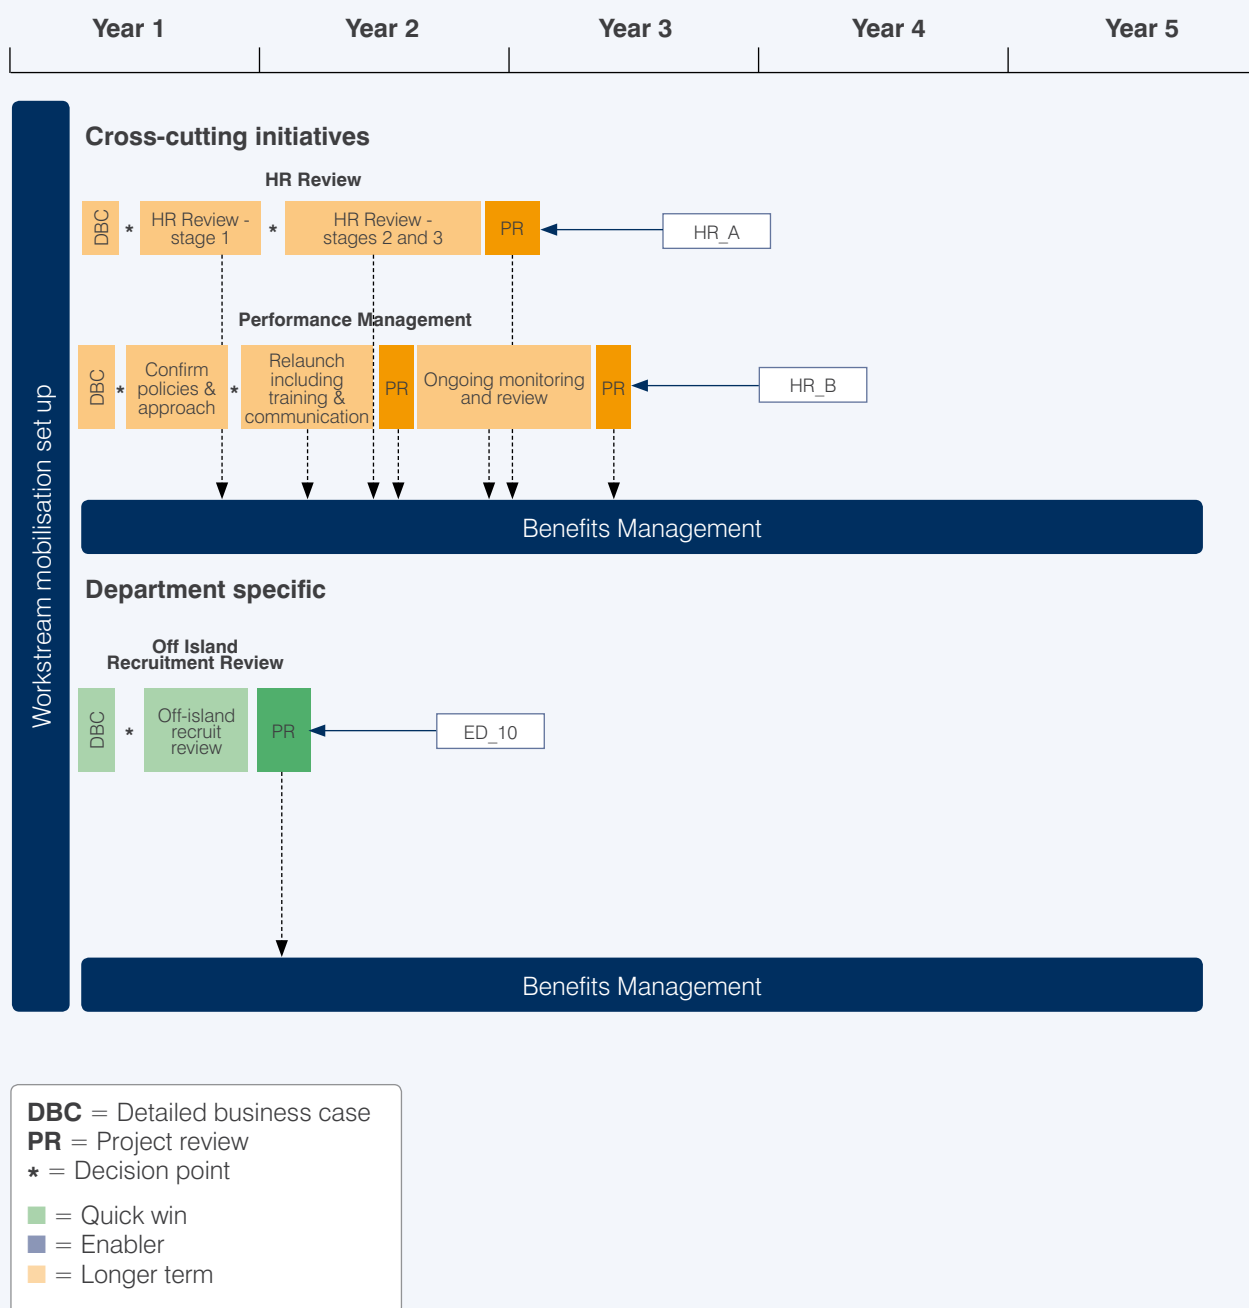 Year 1 Year 2 Year 3 Year 4 Year 5
Workstream mobilisation set up
Cross-cutting initiatives
HR Review
DBC
*
HR Review -
stage 1
*
HR Review -
stages 2 and 3
PR
HR_A
Performance Management
DBC
*
Confirm
policies &
approach
*
Relaunch
including
training &
communication
PR
Ongoing monitoring
and review
PR
HR_B
Benefits Management
Department specific
Off Island
Recruitment Review
DBC
*
Off-island
recruit
review
PR
ED_10
Benefits Management
DBC = Detailed business case
PR = Project review
* = Decision point
= Quick win
= Enabler
= Longer term